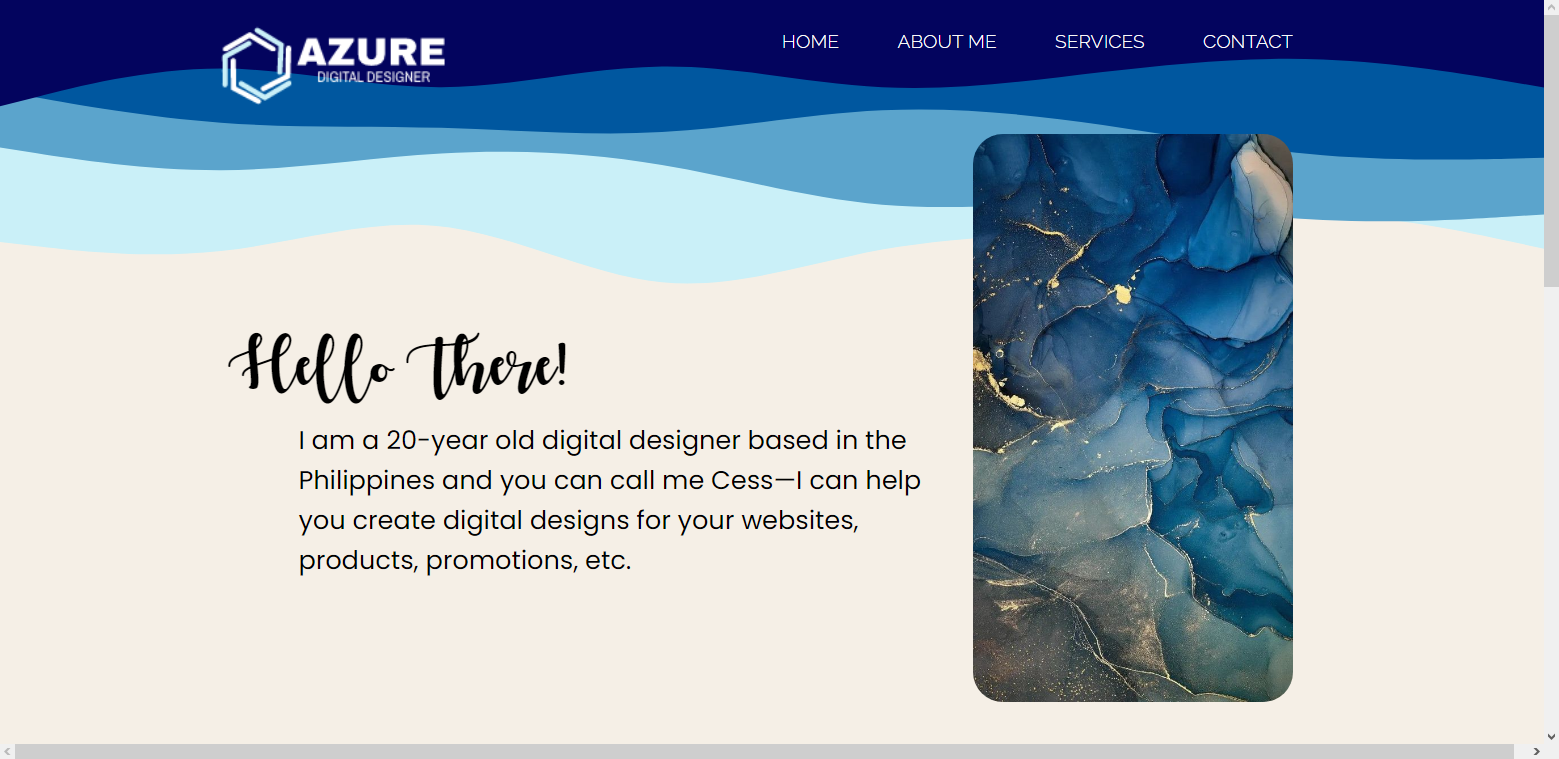 AZURE
DIGITAL DESIGNER
HOME ABOUT ME SERVICES CONTACT
Hello There!
I am a 20-year old digital designer based in the
Philippines and you can call me Cess—I can help
you create digital designs for your websites,
products, promotions, etc.